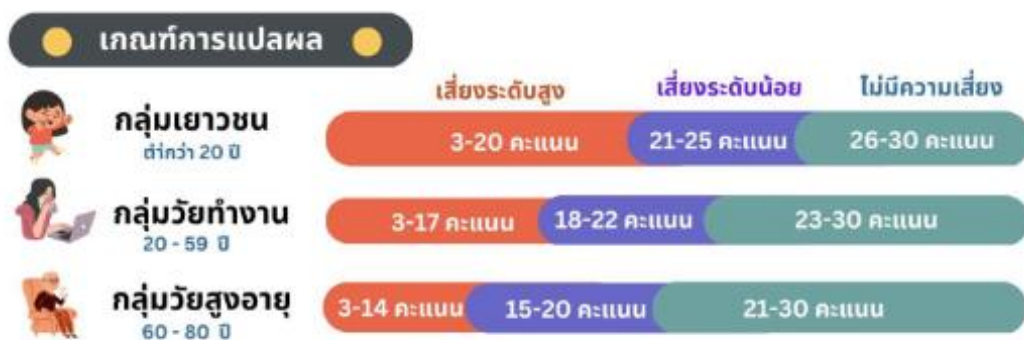 เกณฑ์การแปลผล
เสี่ยงระดับสูง เสี่ยงระดับน้อย ไม่มีความเสี่ยง
กลุ่มเยาวชน
ต่ำกว่า 20 ปี
3-20 คะแนน 21-25 คะแนน 26-30 คะแนน
กลุ่มวัยทำงาน
20 - 59 ปี
3-17 คะแนน 18-22 คะแนน 23-30 คะแนน
กลุ่มวัยสูงอายุ
60 - 80 ปี
3-14 คะแนน 15-20 คะแนน 21-30 คะแนน